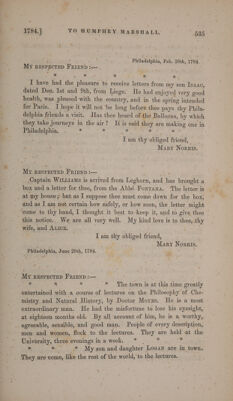 1784.] TO HUMPHRY MARSHALL. 535
Philadelphia, Feb. 20th, 1784.
MY RESPECTED FRIEND :—
* * * * * *
I have had the pleasure to receive letters from my son ISAAC,
dated Dec. 1st and 9th, from Liege. He had enjoyed very good
health, was pleased with the country, and in the spring intended
for Paris. I hope it will not be long before thee pays thy Phila-
delphia friends a visit. Has thee heard of the Balloons, by which
they take journeys in the air? It is said they are making one in
Philadelphia. * * * * * *
I am thy obliged friend,
MARY NORRIS.
MY RESPECTED FRIEND :—
Captain WILLIAMS is arrived from Leghorn, and has brought a
box and a letter for thee, from the Abbé FONTANA. The letter is
at my house; but as I suppose thee must come down for the box,
and as I am not certain how safely, or how soon, the letter might
come to thy hand, I thought it best to keep it, and to give thee
this notice. We are all very well. My kind love is to thee, thy
wife, and ALICE.
I am thy obliged friend,
MARY NORRIS.
Philadelphia, June 29th, 1784.
MY RESPECTED FRIEND :—
* * * * * The town is at this time greatly
entertained with a course of lectures on the Philosophy of Che-
mistry and Natural History, by Doctor MOYES. He is a most
extraordinary man. He had the misfortune to lose his eyesight,
at eighteen months old. By all account of him, he is a worthy,
agreeable, sensible, and good man. People of every description,
men and women, flock to the lectures. They are held at the
University, three evenings in a week. * * *
* * * * My son and daughter LOGAN are in town.
They are come, like the rest of the world, to the lectures.